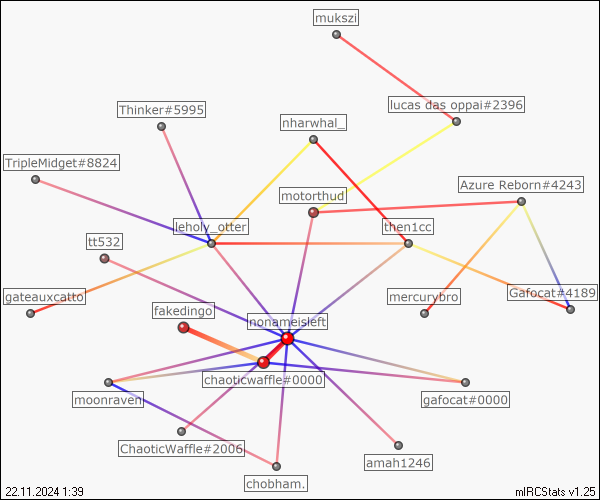 mukszi
lucas das oppai#2396
Thinker#5995
nharwhal_
TripleMidget#8824
Azure Reborn#4243
motorthud
leholy_otter
then1cc
tt532
gateauxcatto
mercurybro
Gafocat#4189
fakedingo
nonameisleft
chaoticwaffle#0000
moonraven
gafocat#0000
ChaoticWaffle#2006
amah1246
chobham.
22.11.2024 1:39
mIRCStats v1.25